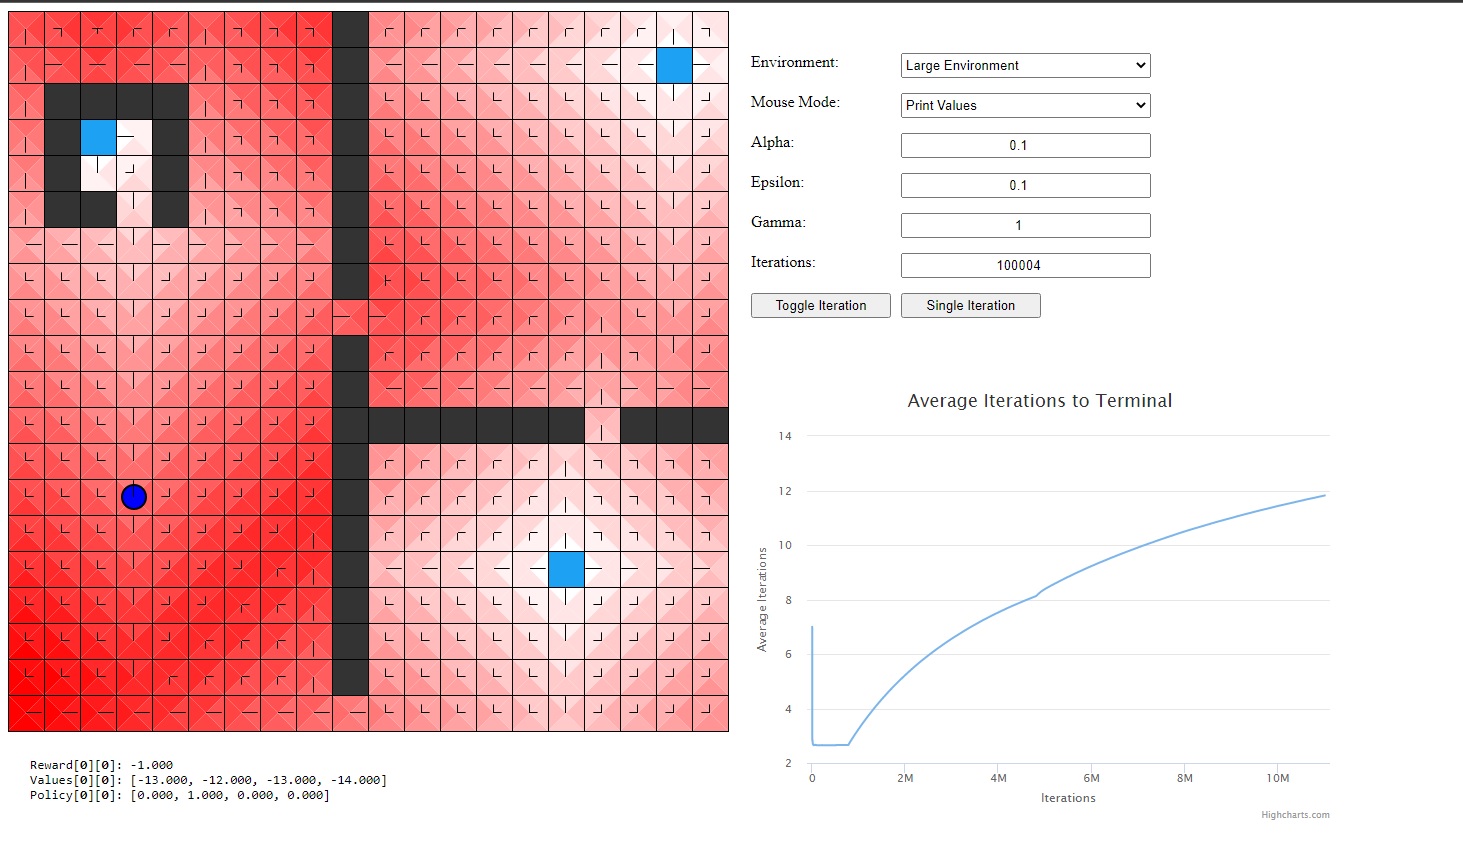 Environment:
Large Environment
Mouse Mode:
Print Values
Alpha:
0.1
Epsilon:
0.1
Gamma:
1
Iterations:
100004
Toggle Iteration
Single Iteration
Average Iterations to Terminal
14
12
10
8
6
4
2
Average Iterations
0
2M
4M
6M
8M
10M
Iterations
Highcharts.com
Reward[0][0]: -1.000
Values[0][0]: [-13.000, -12.000, -13.000, -14.000]
Policy[0][0]: [0.000, 1.000, 0.000, 0.000]